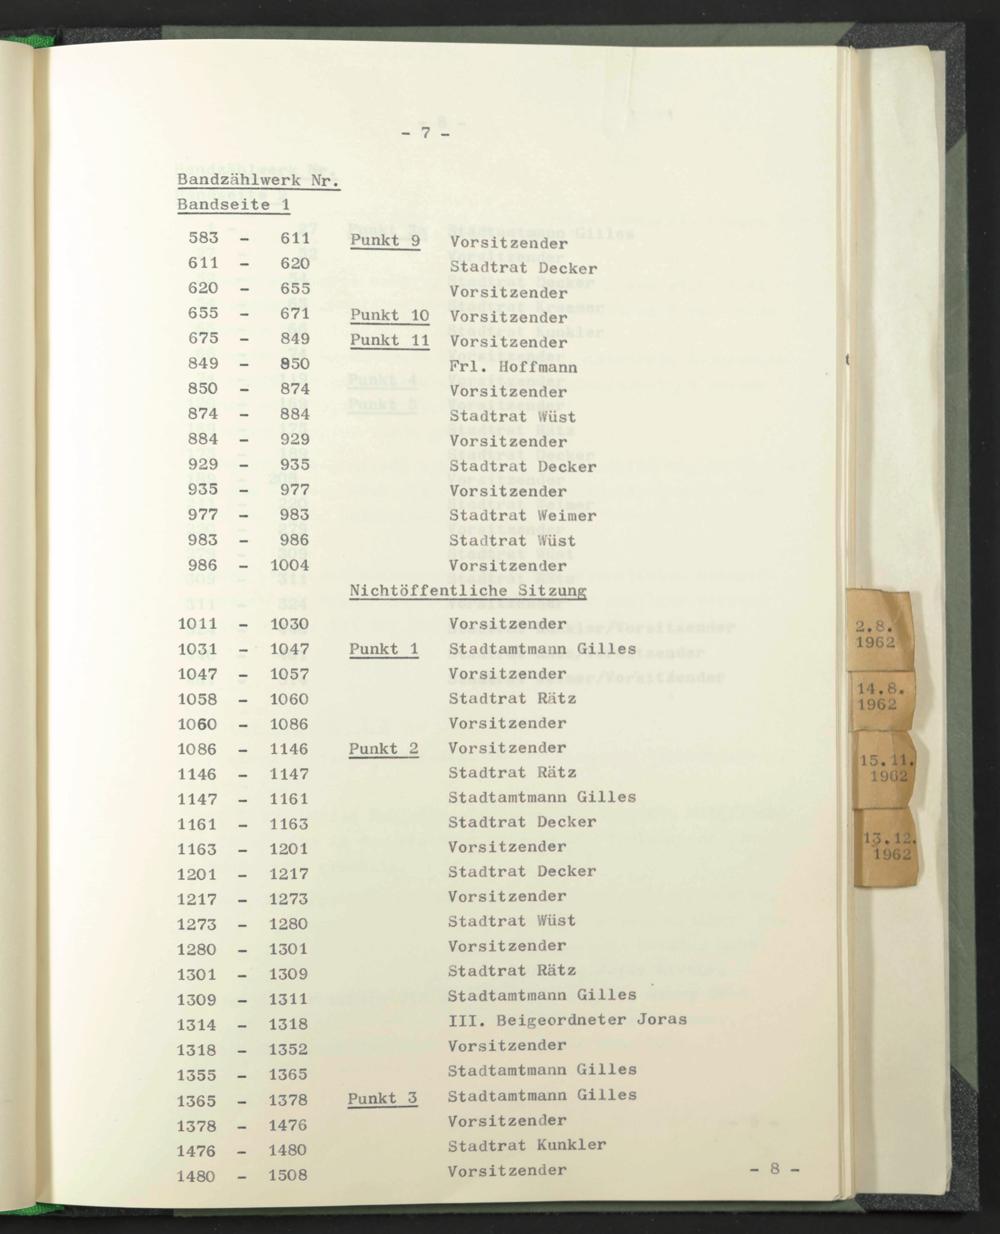 - 7 -
Bandzählwerk Nr.
Bandseite 1
583 - 611 Punkt 9 Vorsitzender
611 - 620 Stadtrat Decker
620 - 655 Vorsitzender
655 - 671 Punkt 10 Vorsitzender
675 - 849 Punkt 11 Vorsitzender
849 - 850 Frl. Hoffmann
850 - 874 Vorsitzender
874 - 884 Stadtrat Wüst
884 - 929 Vorsitzender
929 - 935 Stadtrat Decker
935 - 977 Vorsitzender
977 - 983 Stadtrat Weimer
983 - 986 Stadtrat Wüst
986 - 1004 Vorsitzender
Nichtöffentliche Sitzung
1011 - 1030 Vorsitzender
1031 - 1047 Punkt 1 Stadtamtmann Gilles
1047 - 1057 Vorsitzender
1058 - 1060 Stadtrat Rätz
1060 - 1086 Vorsitzender
1086 - 1146 Punkt 2 Vorsitzender
1146 - 1147 Stadtrat Rätz
1147 - 1161 Stadtamtmann Gilles
1161 - 1163 Stadtrat Decker
1163 - 1201 Vorsitzender
1201 - 1217 Stadtrat Decker
1217 - 1273 Vorsitzender
1273 - 1280 Stadtrat Wüst
1280 - 1301 Vorsitzender
1301 - 1309 Stadtrat Rätz
1309 - 1311 Stadtamtmann Gilles
1314 - 1318 III. Beigeordneter Joras
1318 - 1352 Vorsitzender
1355 - 1365 Stadtamtmann Gilles
1365 - 1378 Punkt 3 Stadtamtmann Gilles
1378 - 1476 Vorsitzender
1476 - 1480 Stadtrat Kunkler
1480 - 1508 Vorsitzender
- 8 -
2.8.
1962
14.8.
1962
15.11.
1962
13.12.
1962